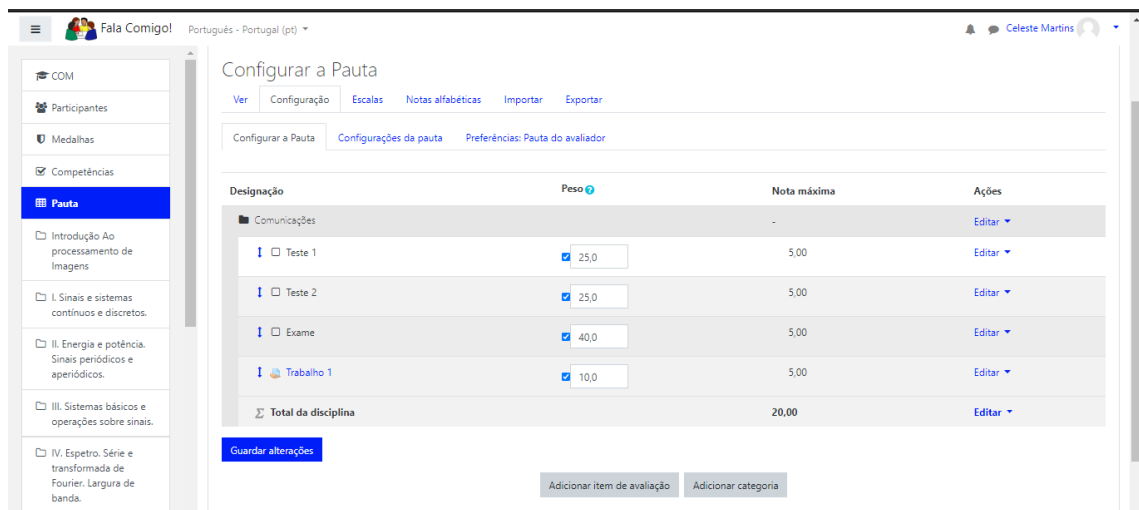 Fala Comigo!
Português - Portugal (pt)
Celeste Martins
COM
Participantes
Medalhas
Competências
Pauta
Introdução Ao
processamento de
Imagens
I. Sinais e sistemas
contínuos e discretos.
II. Energia e potência.
Sinais periódicos e
aperiódicos.
III. Sistemas básicos e
operações sobre sinais.
IV. Espetro. Série e
transformada de
Fourier. Largura de
banda.
Configurar a Pauta
Ver Configuração Escalas Notas alfabéticas Importar Exportar
Configurar a Pauta Configurações da pauta Preferências: Pauta do avaliador
Designação Peso Nota máxima Ações
Comunicações - Editar
Teste 1 25,0 5,00 Editar
Teste 2 25,0 5,00 Editar
Exame 40,0 5,00 Editar
Trabalho 1 10,0 5,00 Editar
Σ Total da disciplina 20,00 Editar
Guardar alterações
Adicionar item de avaliação Adicionar categoria